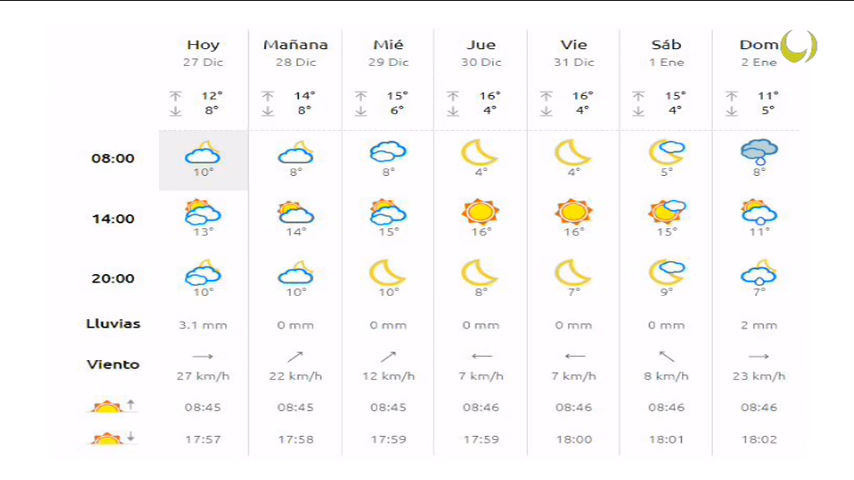 Hoy Mañana Mié Jue Vie Sáb Dom
27 Dic 28 Dic 29 Dic 30 Dic 31 Dic 1 Ene 2 Ene
12° 14° 15° 16° 16° 15° 11°
8° 8° 6° 4° 4° 4° 5°
08:00
10° 8° 8° 4° 4° 5° 8°
14:00
13° 14° 15° 16° 16° 15° 11°
20:00
10° 10° 10° 8° 7° 9° 7°
Lluvias 3.1 mm 0 mm 0 mm 0 mm 0 mm 0 mm 2 mm
Viento
27 km/h 22 km/h 12 km/h 7 km/h 7 km/h 8 km/h 23 km/h
08:45 08:45 08:45 08:46 08:46 08:46 08:46
17:57 17:58 17:59 17:59 18:00 18:01 18:02